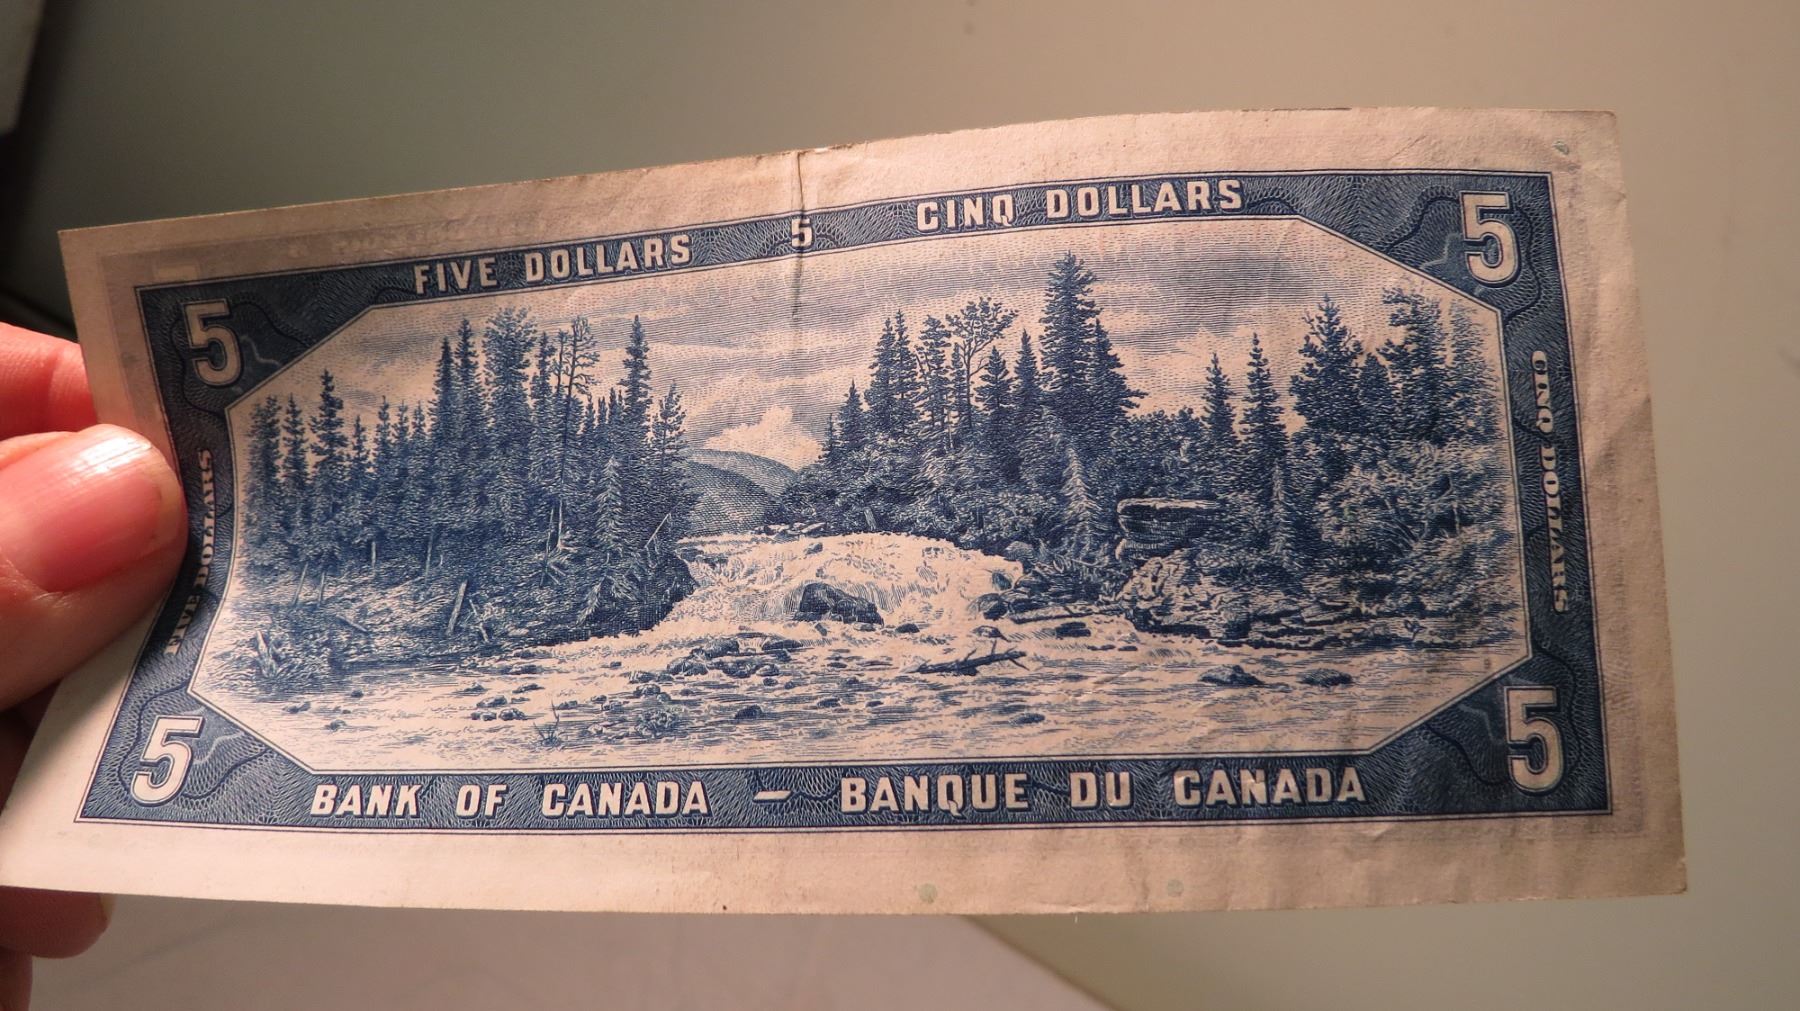 FIVE DOLLARS 5 CINQ DOLLARS
5 5
FIVE DOLLARS
CINQ DOLLARS
5 5
BANK OF CANADA – BANQUE DU CANADA